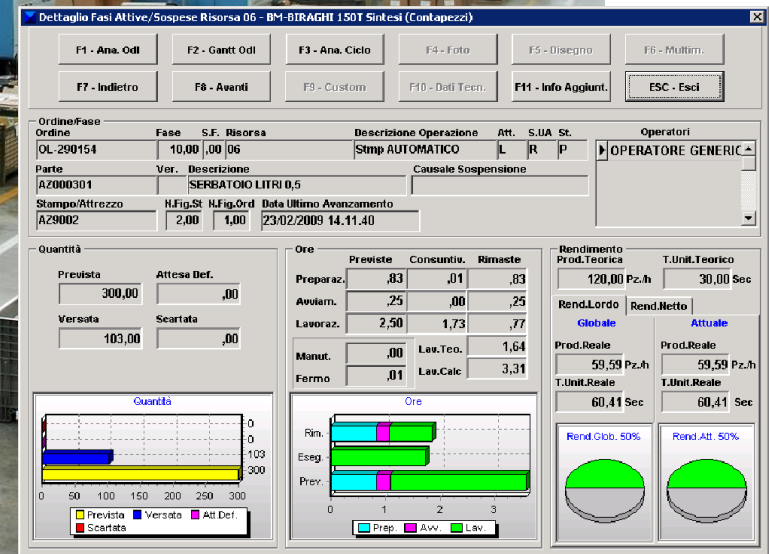 Dettaglio Fasi Attive/Sospese Risorsa 06 - BM-BIRAGHI 150T Sintesi (Contapezzi)
F1 - Ana. Odl F2 - Gantt Odl F3 - Ana. Ciclo F4 - Foto F5 - Disegno F6 - Multim.
F7 - Indietro F8 - Avanti F9 - Custom F10 - Dati Tecn. F11 - Info Aggiunt. ESC - Esci
Ordine/Fase
Ordine Fase S.F. Risorsa Descrizione Operazione Att. S.UA St. Operatori
OL-290154 10,00 ,00 06 Stmp AUTOMATICO L R P OPERATORE GENERIC
Parte Ver. Descrizione Causale Sospensione
AZ000301 SERBATOIO LITRI 0,5
Stampo/Attrezzo N.Fig.St N.Fig.Ord Data Ultimo Avanzamento
AZ9002 2,00 1,00 23/02/2009 14.11.40
Quantità
Prevista Attesa Def.
300,00 ,00
Versata Scartata
103,00 ,00
Ore
Previste Consuntiv. Rimaste
Preparaz. ,83 ,01 ,83
Avviam. ,25 ,00 ,25
Lavoraz. 2,50 1,73 ,77
Manut. ,00 Lav.Teo. 1,64
Fermo ,01 Lav.Calc 3,31
Rendimento
Prod.Teorica T.Unit.Teorico
120,00 Pz./h 30,00 Sec
Rend.Lordo Rend.Netto
Globale Attuale
Prod.Reale Prod.Reale
59,59 Pz./h 59,59 Pz./h
T.Unit.Reale T.Unit.Reale
60,41 Sec 60,41 Sec
Quantità
0
0
103
300
0 50 100 150 200 250 300
Prevista Versata Att.Def.
Scartata
Ore
Rim.
Eseg.
Prev.
0 1 2 3
Prep. Avv. Lav.
Rend.Glob. 50% Rend.Att. 50%